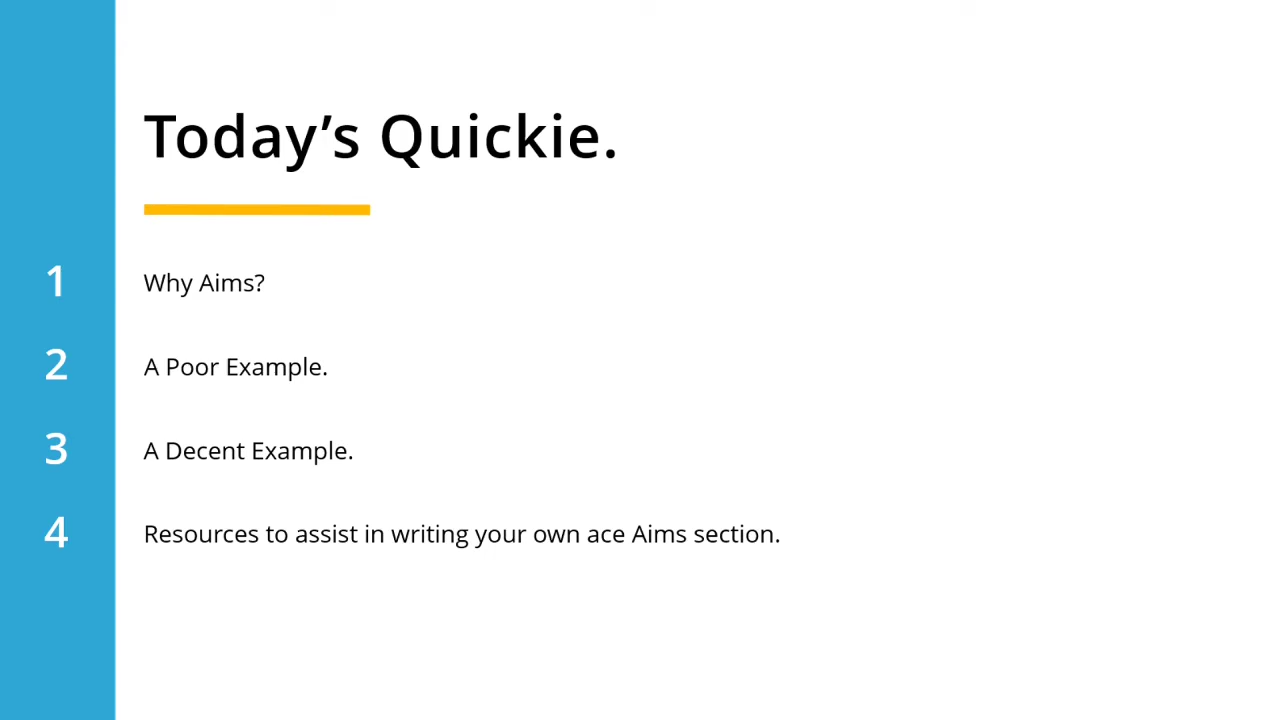 Today’s Quickie.
1 Why Aims?
2 A Poor Example.
3 A Decent Example.
4 Resources to assist in writing your own ace Aims section.